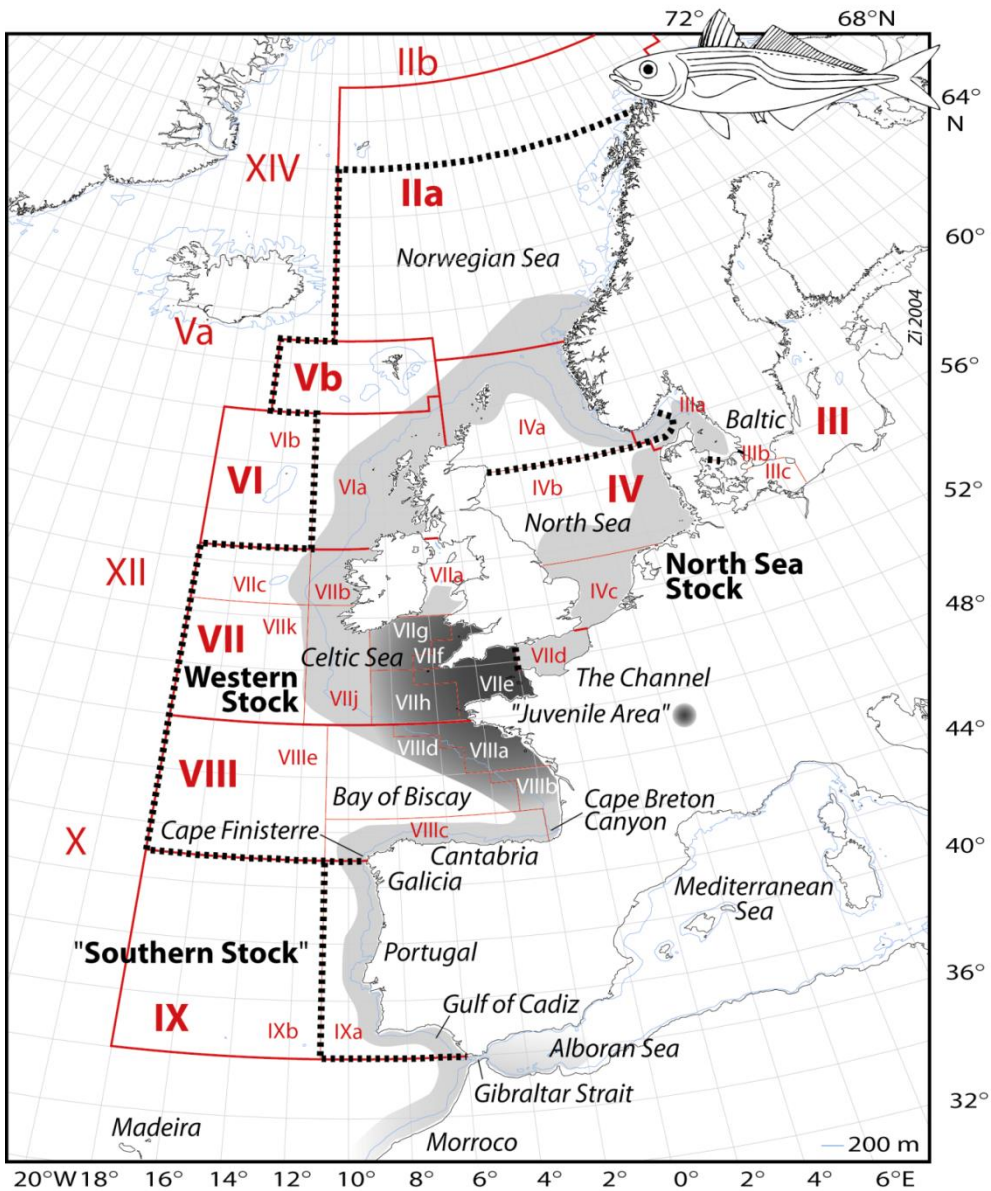 72°
68°N
IIb
64°
N
XIV
IIa
60°
Norwegian Sea
Zi 2004
Va
56°
Vb
IIIa
Baltic
III
IVa
VIb
IIIb
IIIc
VI
VIa
IVb
IV
52°
North Sea
XII
North Sea
Stock
VIIa
VIIc
VIIb
IVc
48°
VIIk
VIIg
VII
Celtic Sea
VIIf
VIId
Western
Stock
The Channel
VIIj
VIIh
VIIe
"Juvenile Area"
44°
VIIIe
VIIId
VIIIa
VIII
VIIIb
Bay of Biscay
Cape Breton
Canyon
X
Cape Finisterre
VIIIc
40°
Cantabria
Galicia
Mediterranean
Sea
"Southern Stock"
Portugal
36°
Gulf of Cadiz
IX
IXb
IXa
Alboran Sea
Gibraltar Strait
32°
Madeira
Morroco
200 m
20°W
18°
16°
14°
12°
10°
8°
6°
4°
2°
0°
2°
4°
6°E